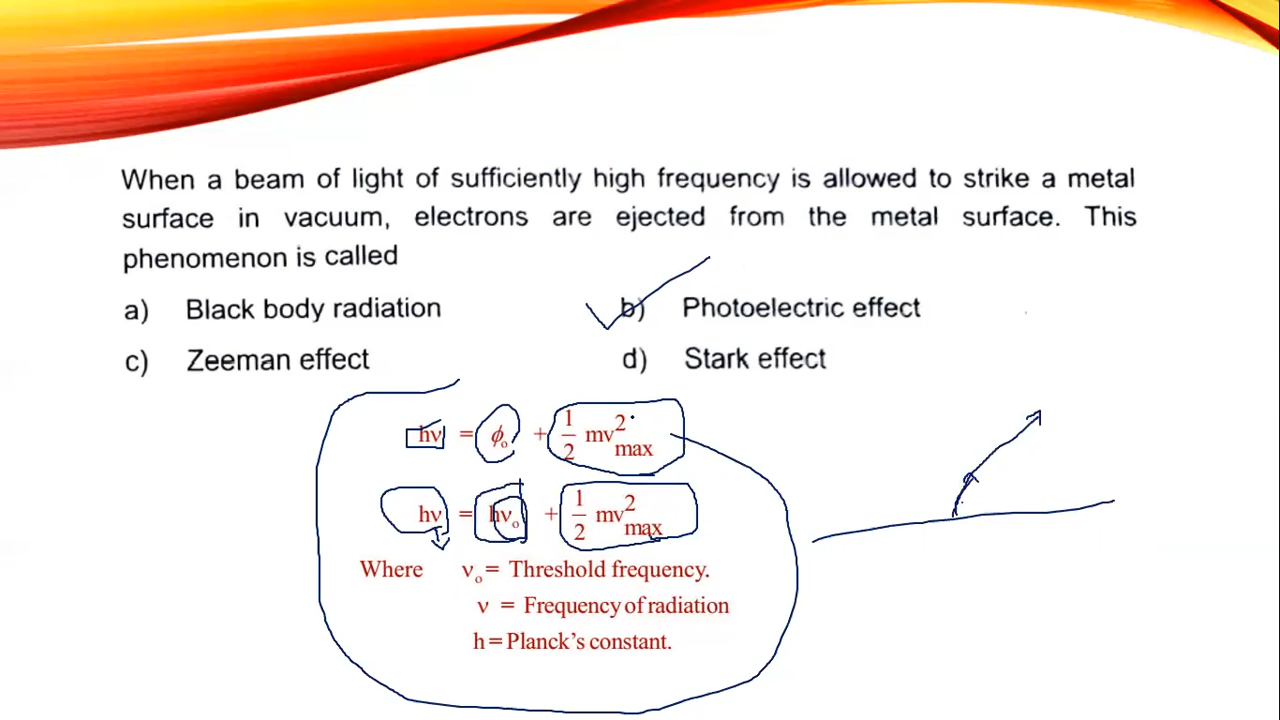 When a beam of light of sufficiently high frequency is allowed to strike a metal
surface in vacuum, electrons are ejected from the metal surface. This
phenomenon is called
a) Black body radiation b) Photoelectric effect
c) Zeeman effect d) Stark effect
hν = ϕ₀ + 1/2 mv²max
hν = hν₀ + 1/2 mv²max
Where ν₀ = Threshold frequency.
ν = Frequency of radiation
h = Planck's constant.